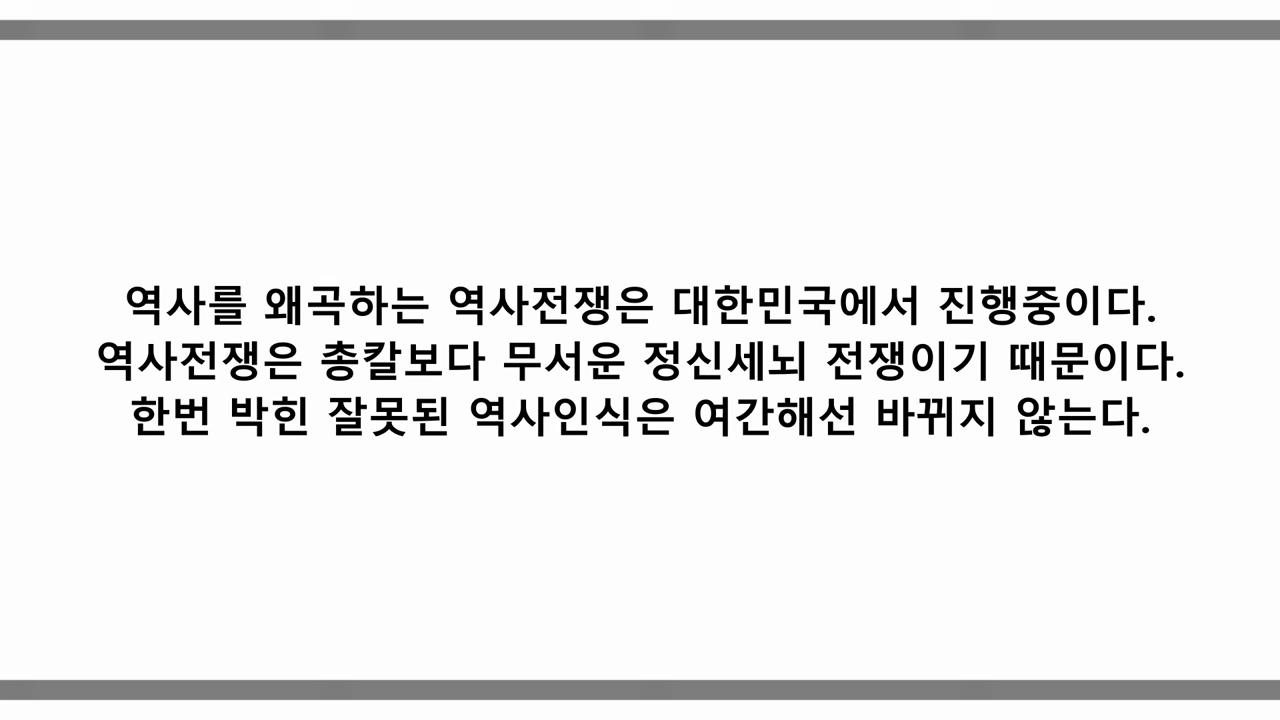 역사를 왜곡하는 역사전쟁은 대한민국에서 진행중이다.
역사전쟁은 총칼보다 무서운 정신세뇌 전쟁이기 때문이다.
한번 박힌 잘못된 역사인식은 여간해선 바뀌지 않는다.